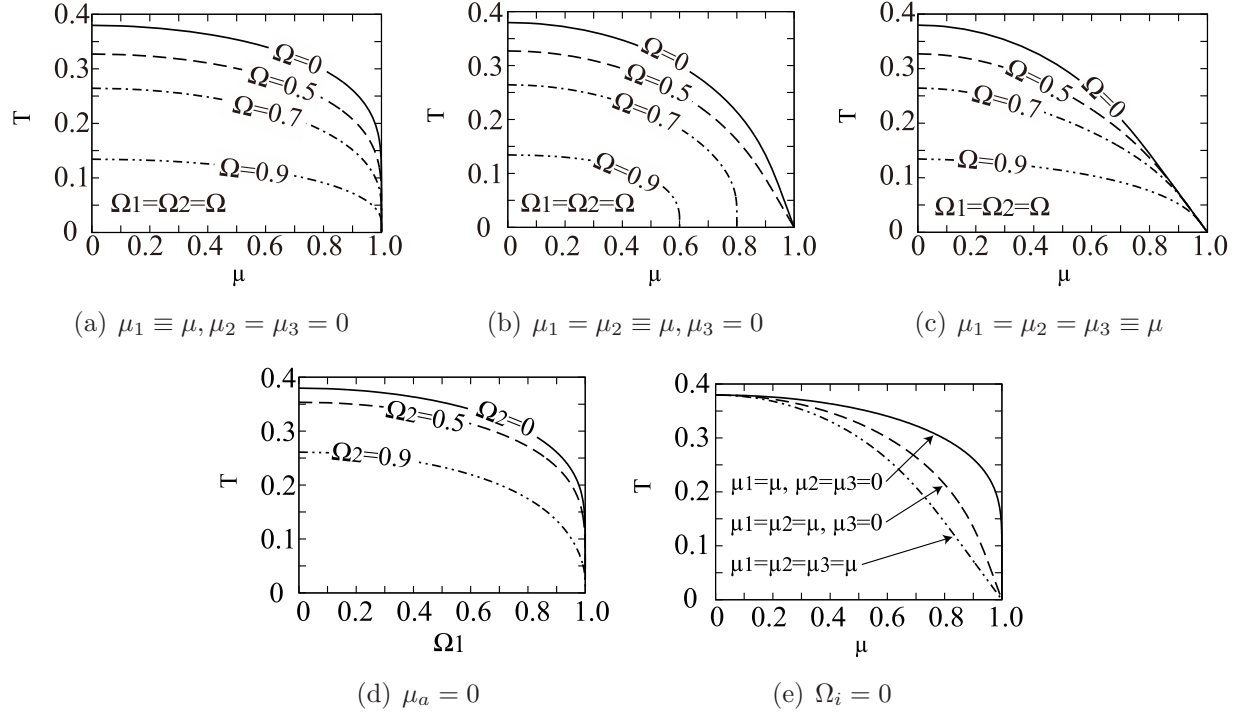 0.4
0.3
0.2
0.1
0
T
Ω=0
Ω=0.5
Ω=0.7
Ω=0.9
Ω1=Ω2=Ω
0 0.2 0.4 0.6 0.8 1.0
μ
(a) μ₁ ≡ μ, μ₂ = μ₃ = 0
0.4
0.3
0.2
0.1
0
T
Ω=0
Ω=0.5
Ω=0.7
Ω=0.9
Ω1=Ω2=Ω
0 0.2 0.4 0.6 0.8 1.0
μ
(b) μ₁ = μ₂ ≡ μ, μ₃ = 0
0.4
0.3
0.2
0.1
0
T
Ω=0
Ω=0.5
Ω=0.7
Ω=0.9
Ω1=Ω2=Ω
0 0.2 0.4 0.6 0.8 1.0
μ
(c) μ₁ = μ₂ = μ₃ ≡ μ
0.4
0.3
0.2
0.1
0
T
Ω2=0
Ω2=0.5
Ω2=0.9
0 0.2 0.4 0.6 0.8 1.0
Ω1
(d) μₐ = 0
0.4
0.3
0.2
0.1
0
T
μ1=μ, μ2=μ3=0
μ1=μ2=μ, μ3=0
μ1=μ2=μ3=μ
0 0.2 0.4 0.6 0.8 1.0
μ
(e) Ωᵢ = 0